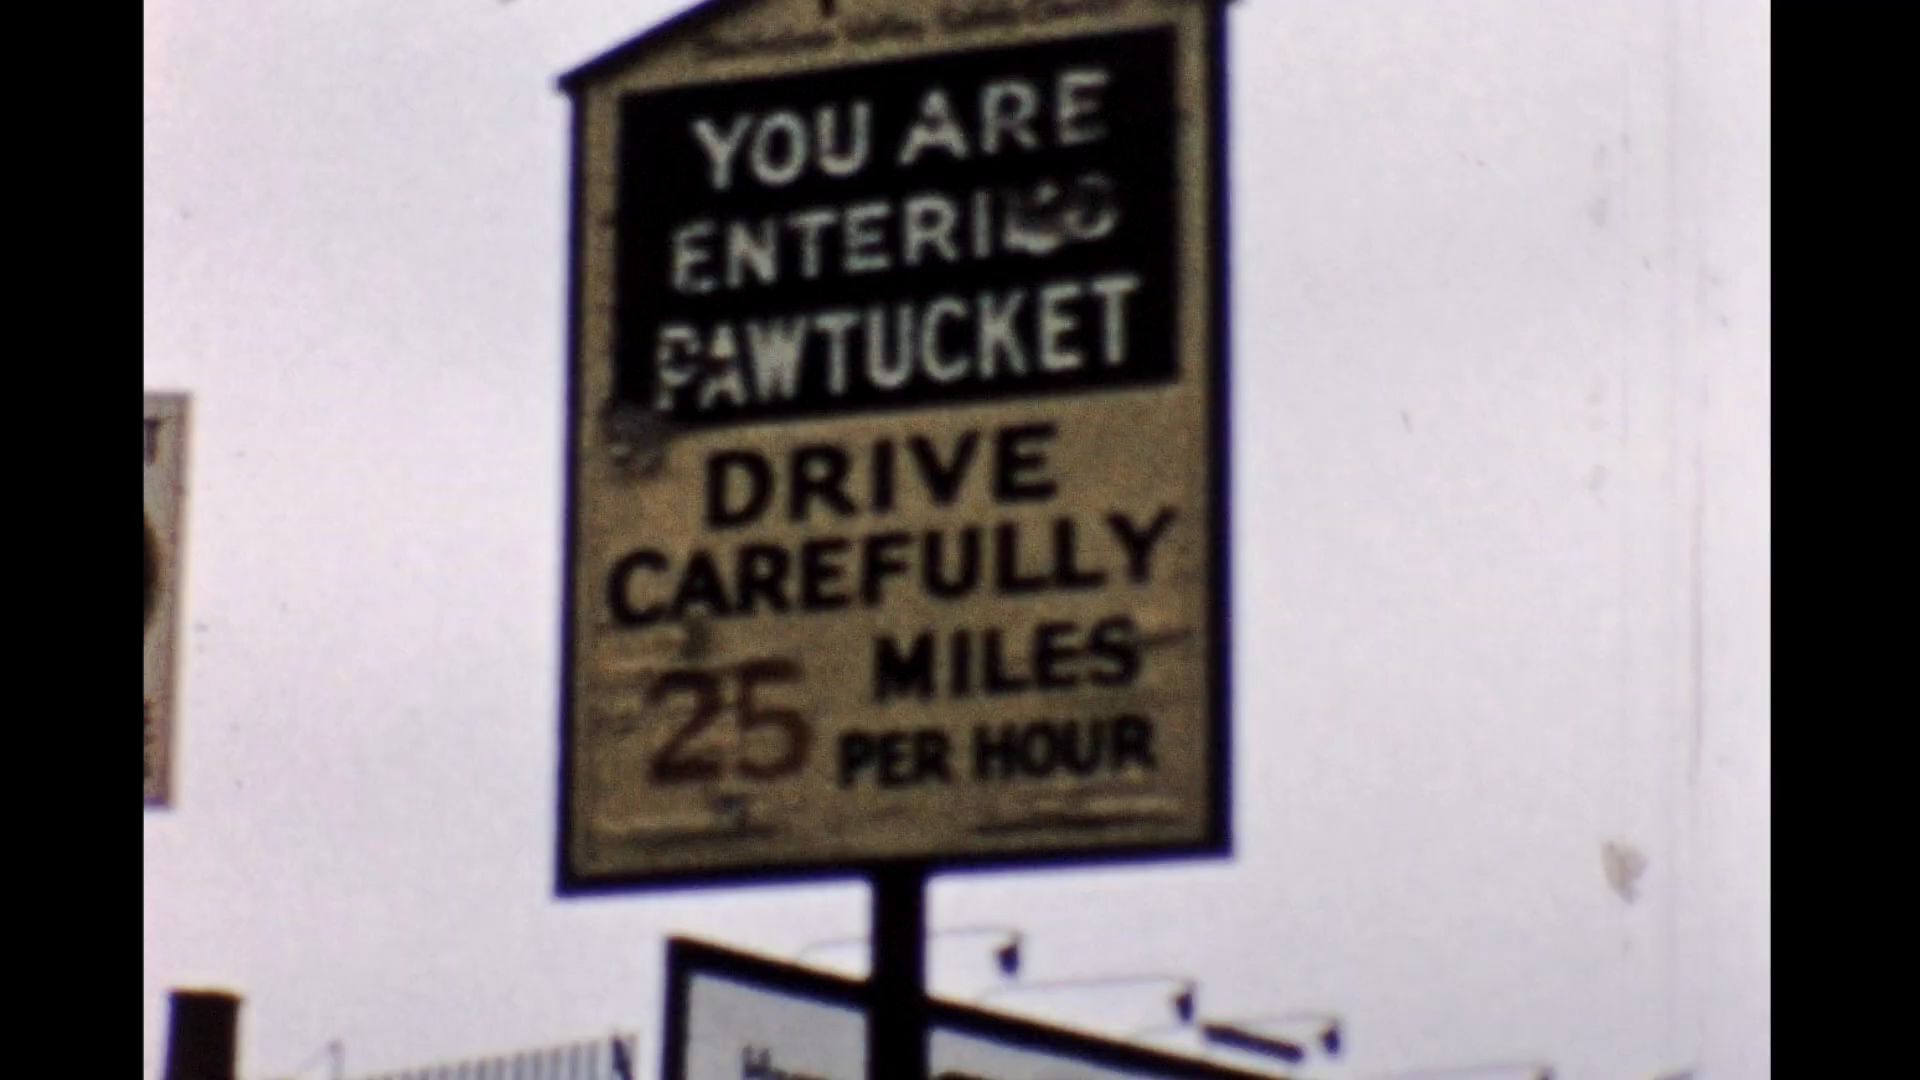 YOU ARE
ENTERING
PAWTUCKET
DRIVE
CAREFULLY
25 MILES
PER HOUR